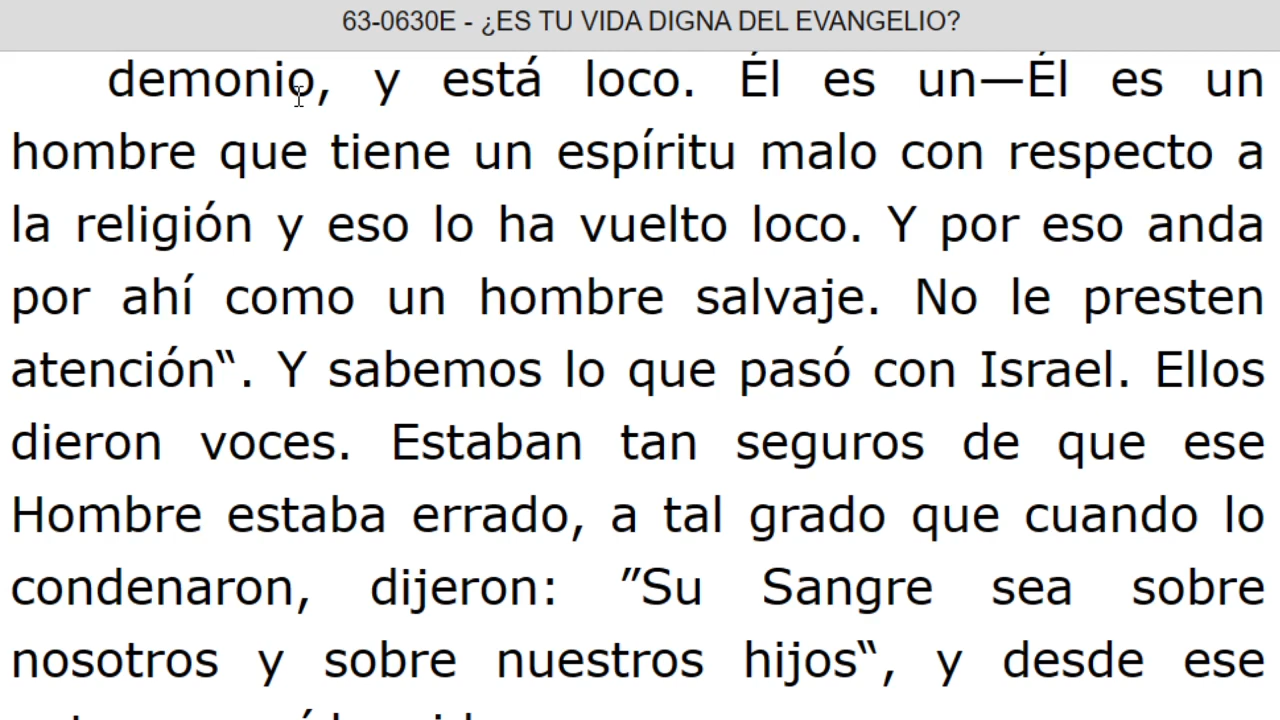 63-0630E - ¿ES TU VIDA DIGNA DEL EVANGELIO?
demonio, y está loco. Él es un—Él es un
hombre que tiene un espíritu malo con respecto a
la religión y eso lo ha vuelto loco. Y por eso anda
por ahí como un hombre salvaje. No le presten
atención“. Y sabemos lo que pasó con Israel. Ellos
dieron voces. Estaban tan seguros de que ese
Hombre estaba errado, a tal grado que cuando lo
condenaron, dijeron: ”Su Sangre sea sobre
nosotros y sobre nuestros hijos“, y desde ese